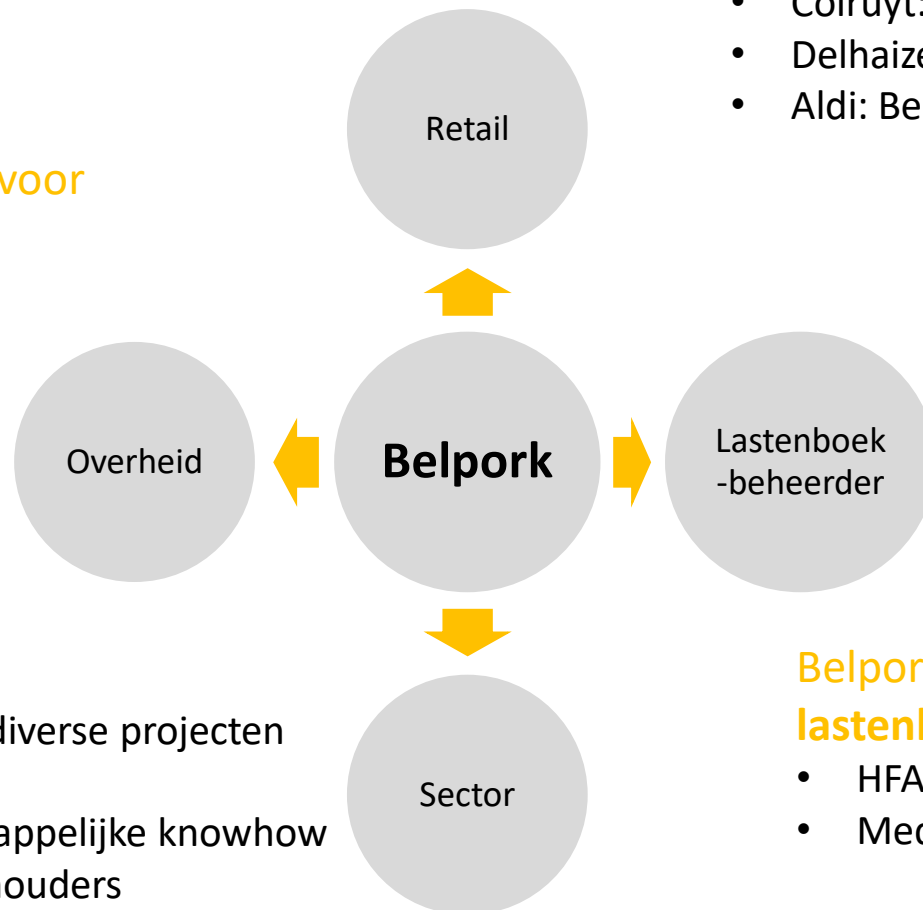 Colruyt:
• Delhaize
• Aldi: Be
Retail
voor
Overheid
Belpork
Lastenboek
-beheerder
diverse projecten
appelijke knowhow
houders
Sector
Belpor
lastenb
• HFA
• Med